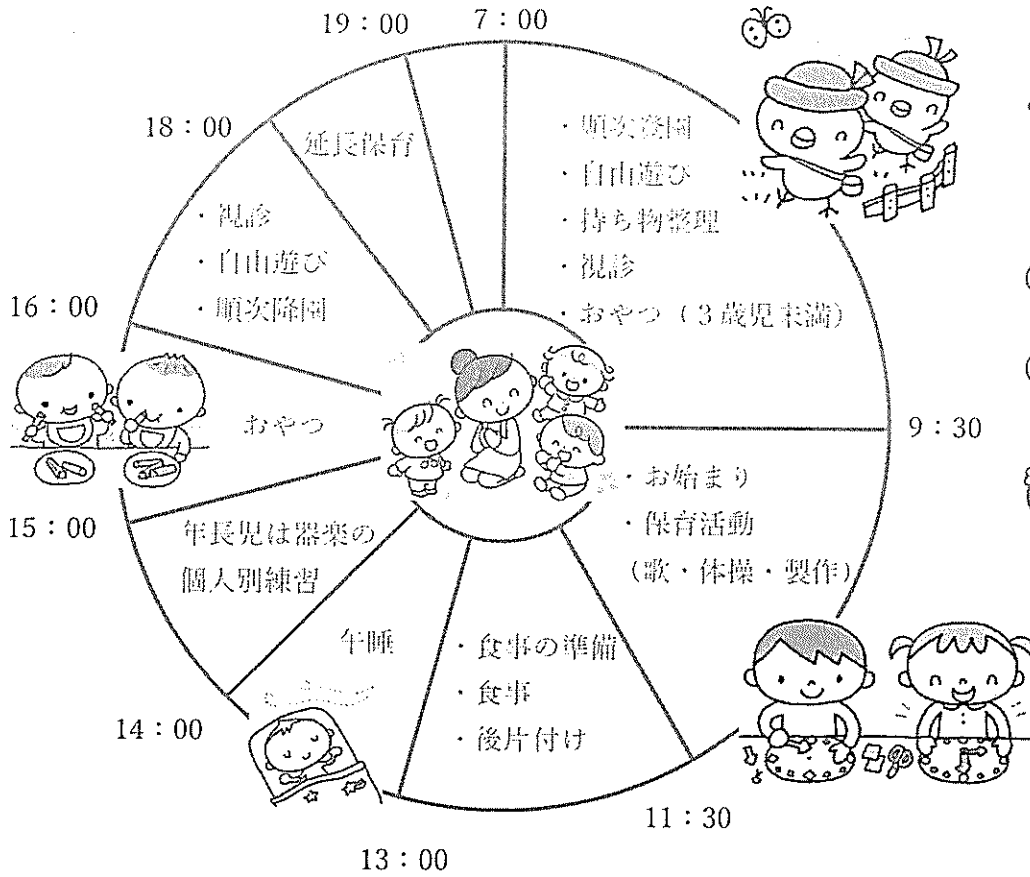 7:00
・順次登園
・自由遊び
・持ち物整理
・視診
・おやつ（3歳児未満）
9:30
・お始まり
・保育活動
（歌・体操・製作）
11:30
・食事の準備
・食事
・後片付け
13:00
午睡
14:00
年長児は器楽の
個人別練習
15:00
おやつ
16:00
・視診
・自由遊び
・順次降園
18:00
延長保育
19:00